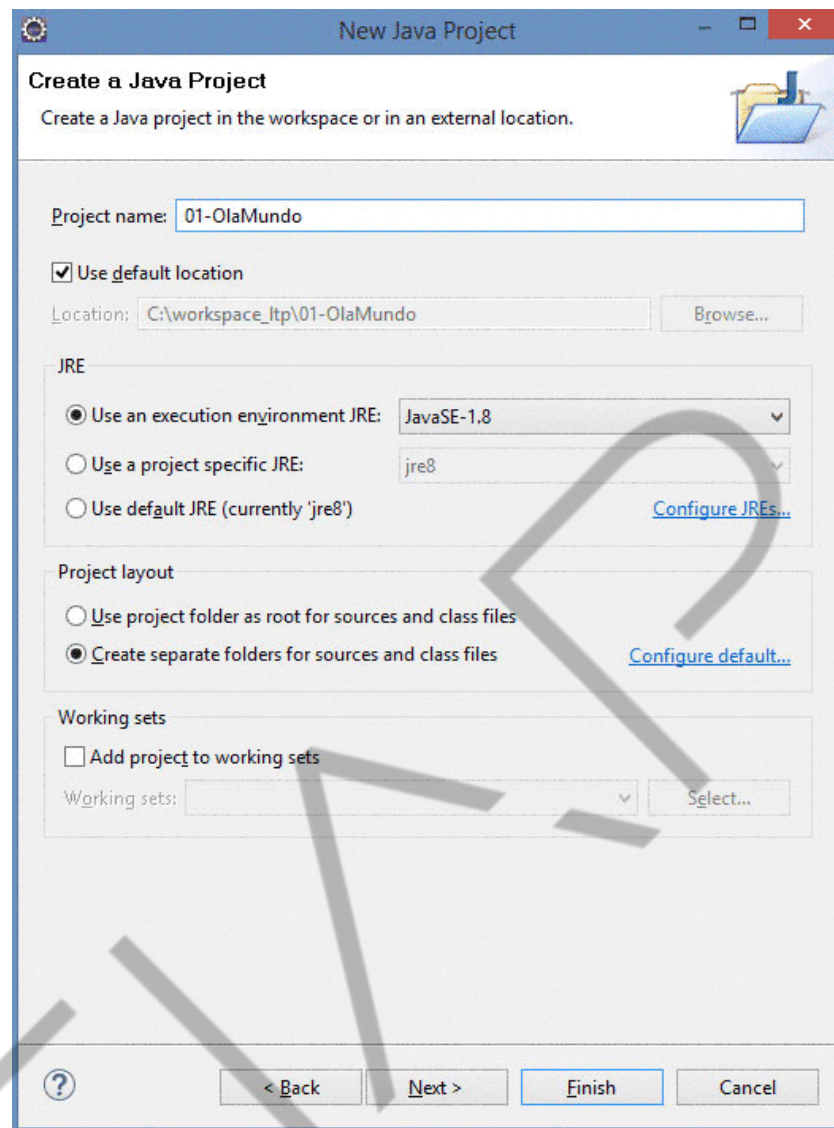 New Java Project
Create a Java Project
Create a Java project in the workspace or in an external location.
Project name: 01-OlaMundo
Use default location
Location: C:\workspace_ltp\01-OlaMundo Browse...
JRE
Use an execution environment JRE: JavaSE-1.8
Use a project specific JRE: jre8
Use default JRE (currently 'jre8') Configure JREs...
Project layout
Use project folder as root for sources and class files
Create separate folders for sources and class files Configure default...
Working sets
Add project to working sets
Working sets: Select...
? < Back Next > Finish Cancel